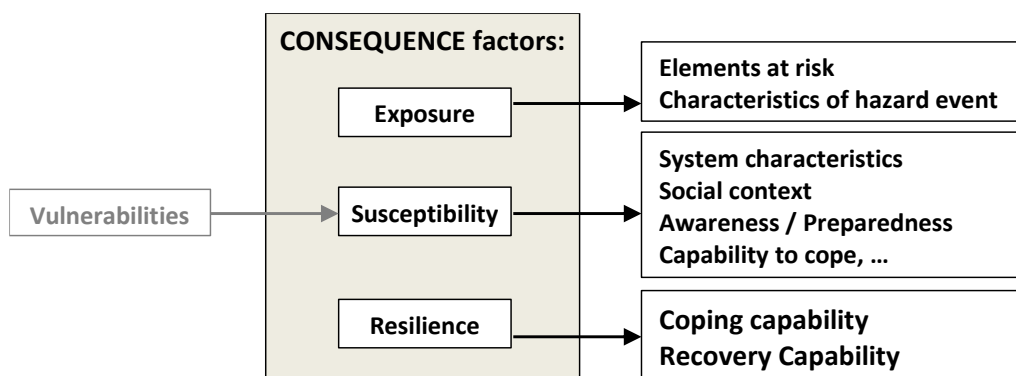 CONSEQUENCE factors:
Exposure
Elements at risk
Characteristics of hazard event
Vulnerabilities
Susceptibility
System characteristics
Social context
Awareness / Preparedness
Capability to cope, …
Resilience
Coping capability
Recovery Capability